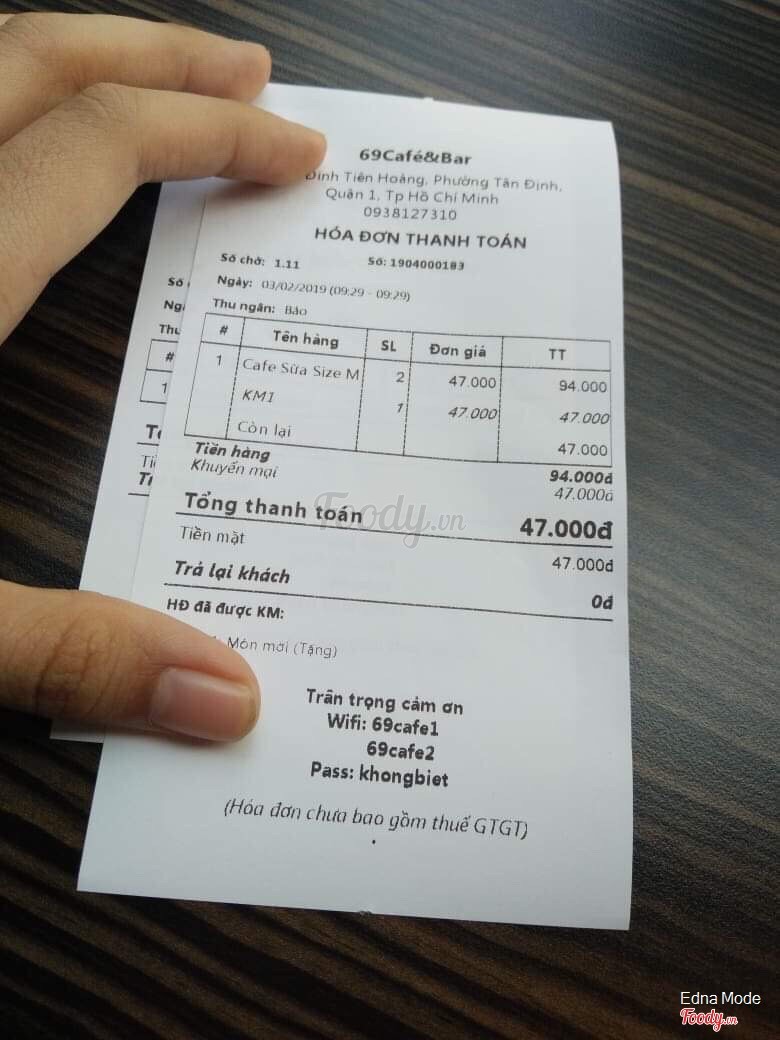 69Café&Bar
Đinh Tiên Hoàng, Phường Tân Định,
Quận 1, Tp Hồ Chí Minh
0938127310
HÓA ĐƠN THANH TOÁN
Số chờ: 1.11 Số: 1904000183
Ngày: 03/02/2019 (09:29 - 09:29)
Thu ngân: Bảo
# Tên hàng SL Đơn giá TT
1 Cafe Sữa Size M 2 47.000 94.000
KM1 1 47.000 47.000
Còn lại 47.000
Tiền hàng 94.000đ
Khuyến mại 47.000đ
Tổng thanh toán 47.000đ
Tiền mặt 47.000đ
Trả lại khách 0đ
HĐ đã được KM:
Món mới (Tặng)
Trân trọng cảm ơn
Wifi: 69cafe1
69cafe2
Pass: khongbiet
(Hóa đơn chưa bao gồm thuế GTGT)
Số
Thu
#
1
Foody.vn
Edna Mode
Foody.vn